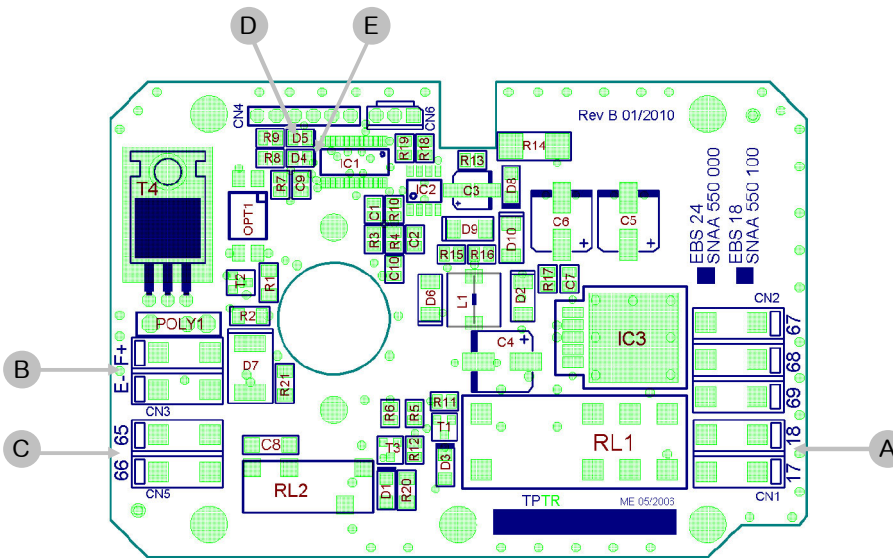 D
E
CN4
CN6
Rev B 01/2010
R9
D5
R8
D4
IC1
R19
R18
R13
R14
T4
R7
C9
IC2
C3
D8
OPT1
C1
R10
D9
D10
C6
C5
EBS 24
SNAA 550 000
EBS 18
SNAA 550 100
R3
R4
C2
C10
R15
R16
T2
R1
D6
L1
D2
R17
C7
CN2
POLY1
R2
67
B
E-
F+
D7
C4
IC3
68
R21
69
CN3
R6
R5
R11
C
65
66
C8
T1
RL1
18
A
T3
R12
D3
17
CN5
RL2
D1
R20
CN1
TPTR
ME 05/2006